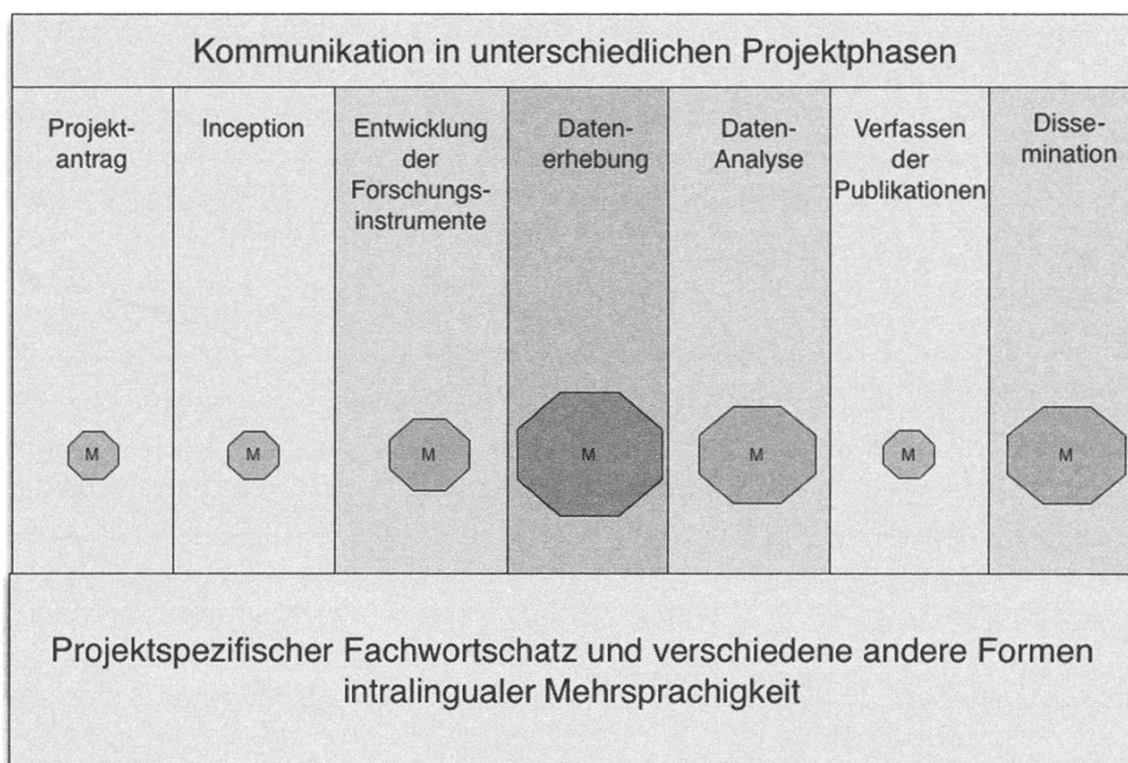 Kommunikation in unterschiedlichen Projektphasen
Projekt-
antrag
Inception
Entwicklung
der
Forschungs-
instrumente
Daten-
erhebung
Daten-
Analyse
Verfassen
der
Publikationen
Disse-
mination
M
M
M
M
M
M
M
Projektspezifischer Fachwortschatz und verschiedene andere Formen
intralingualer Mehrsprachigkeit